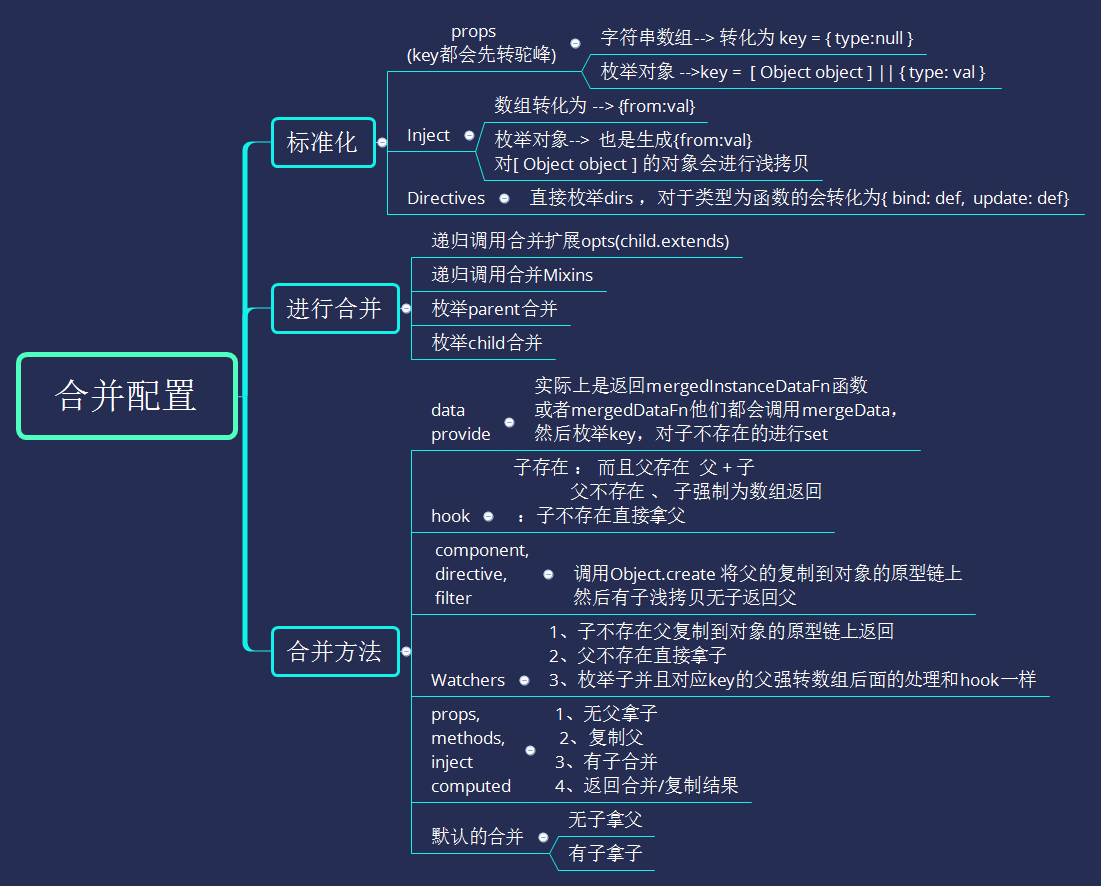 合并配置
标准化
props
(key都会先转驼峰)
字符串数组--> 转化为 key = { type:null }
枚举对象 -->key = [ Object object ] || { type: val }
Inject
数组转化为 --> {from:val}
枚举对象--> 也是生成{from:val}
对[ Object object ] 的对象会进行浅拷贝
Directives
直接枚举dirs ，对于类型为函数的会转化为{ bind: def, update: def}
进行合并
递归调用合并扩展opts(child.extends)
递归调用合并Mixins
枚举parent合并
枚举child合并
合并方法
data
provide
实际上是返回mergedInstanceDataFn函数
或者mergedDataFn他们都会调用mergeData，
然后枚举key，对子不存在的进行set
hook
子存在 ： 而且父存在 父 + 子
父不存在 、 子强制为数组返回
：子不存在直接拿父
component,
directive,
filter
调用Object.create 将父的复制到对象的原型链上
然后有子浅拷贝无子返回父
Watchers
1、子不存在父复制到对象的原型链上返回
2、父不存在直接拿子
3、枚举子并且对应key的父强转数组后面的处理和hook一样
props,
methods,
inject
computed
1、无父拿子
2、复制父
3、有子合并
4、返回合并/复制结果
默认的合并
无子拿父
有子拿子